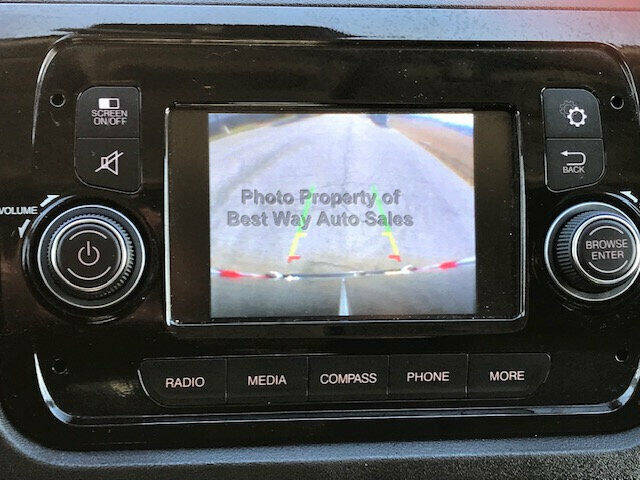 SCREEN
ON/OFF
BACK
VOLUME
Photo Property of
Best Way Auto Sales
BROWSE
ENTER
RADIO
MEDIA
COMPASS
PHONE
MORE